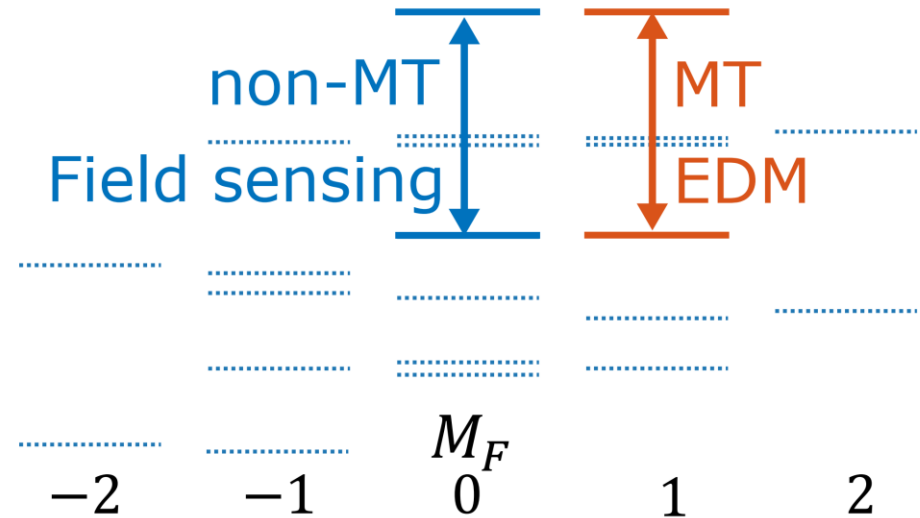 non-MT
MT
Field sensing
EDM
M_F
−2 −1 0 1 2